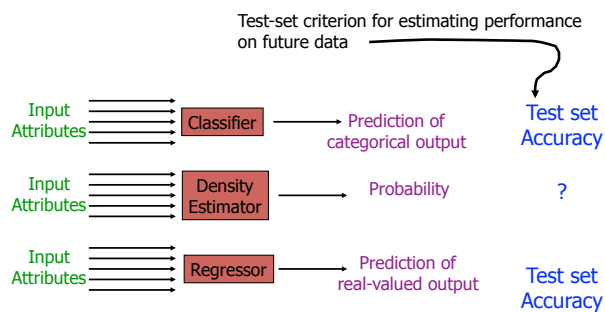 Test-set criterion for estimating performance
on future data
Input
Attributes
Classifier
Prediction of
categorical output
Test set
Accuracy
Input
Attributes
Density
Estimator
Probability
?
Input
Attributes
Regressor
Prediction of
real-valued output
Test set
Accuracy